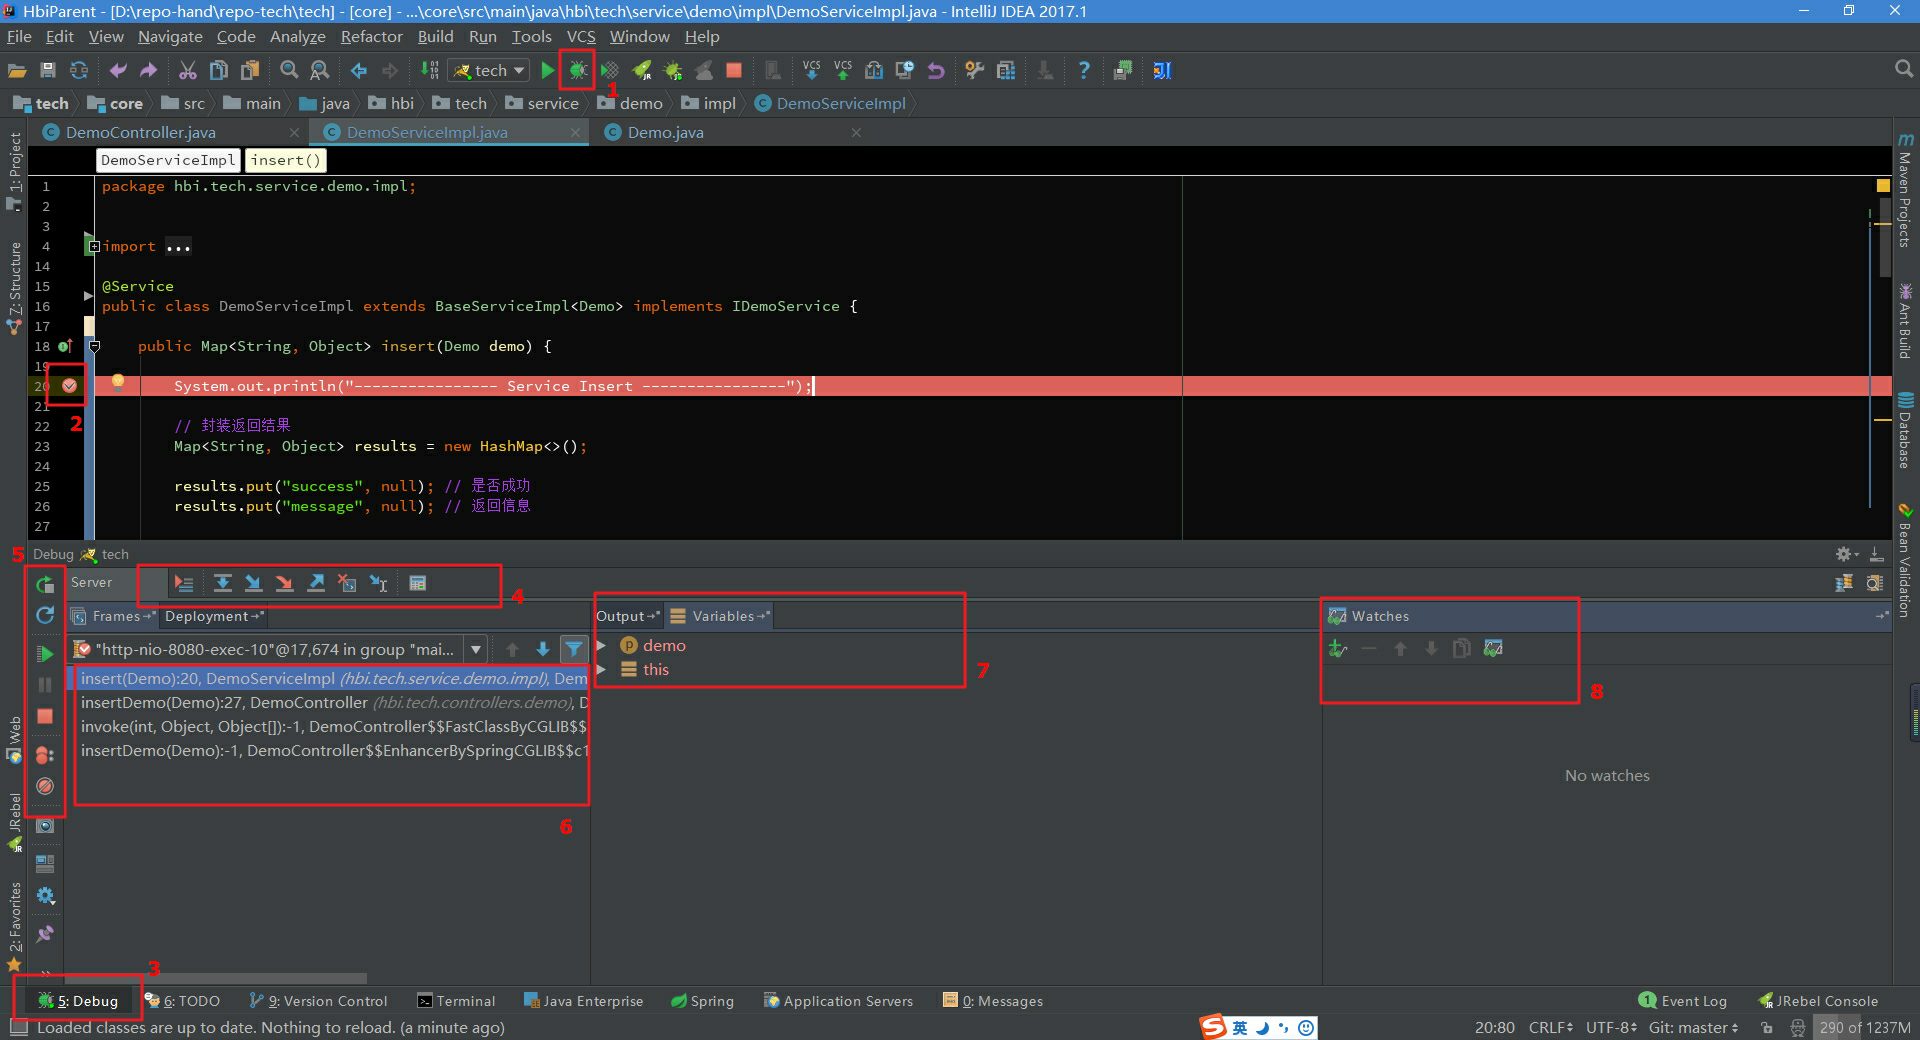 HbiParent - [D:\repo-hand\repo-tech\tech] - [core] - ...\core\src\main\java\hbi\tech\service\demo\impl\DemoServiceImpl.java - IntelliJ IDEA 2017.1
File Edit View Navigate Code Analyze Refactor Build Run Tools VCS Window Help
tech VCS VCS
1
tech core src main java hbi tech service demo impl DemoServiceImpl
DemoController.java DemoServiceImpl.java Demo.java
DemoServiceImpl insert()
1 package hbi.tech.service.demo.impl;
2
3
4 import ...
14
15 @Service
16 public class DemoServiceImpl extends BaseServiceImpl<Demo> implements IDemoService {
17
18 public Map<String, Object> insert(Demo demo) {
19
20 System.out.println("---------------- Service Insert ----------------");
21
2
22 // 封装返回结果
23 Map<String, Object> results = new HashMap<>();
24
25 results.put("success", null); // 是否成功
26 results.put("message", null); // 返回信息
27
1: Project
Z: Structure
Web
JRebel
2: Favorites
Maven Projects
Ant Build
Database
Bean Validation
5 Debug tech
Server
4
Frames Deployment Output Variables Watches
"http-nio-8080-exec-10"@17,674 in group "mai...
insert(Demo):20, DemoServiceImpl (hbi.tech.service.demo.impl), Dem
insertDemo(Demo):27, DemoController (hbi.tech.controllers.demo), D
invoke(int, Object, Object[]):-1, DemoController$$FastClassByCGLIB$$
insertDemo(Demo):-1, DemoController$$EnhancerBySpringCGLIB$$c1
6
demo
this
7
8
No watches
3
5: Debug 6: TODO 9: Version Control Terminal Java Enterprise Spring Application Servers 0: Messages 1 Event Log JRebel Console
Loaded classes are up to date. Nothing to reload. (a minute ago) 英 20:80 CRLF UTF-8 Git: master 290 of 1237M